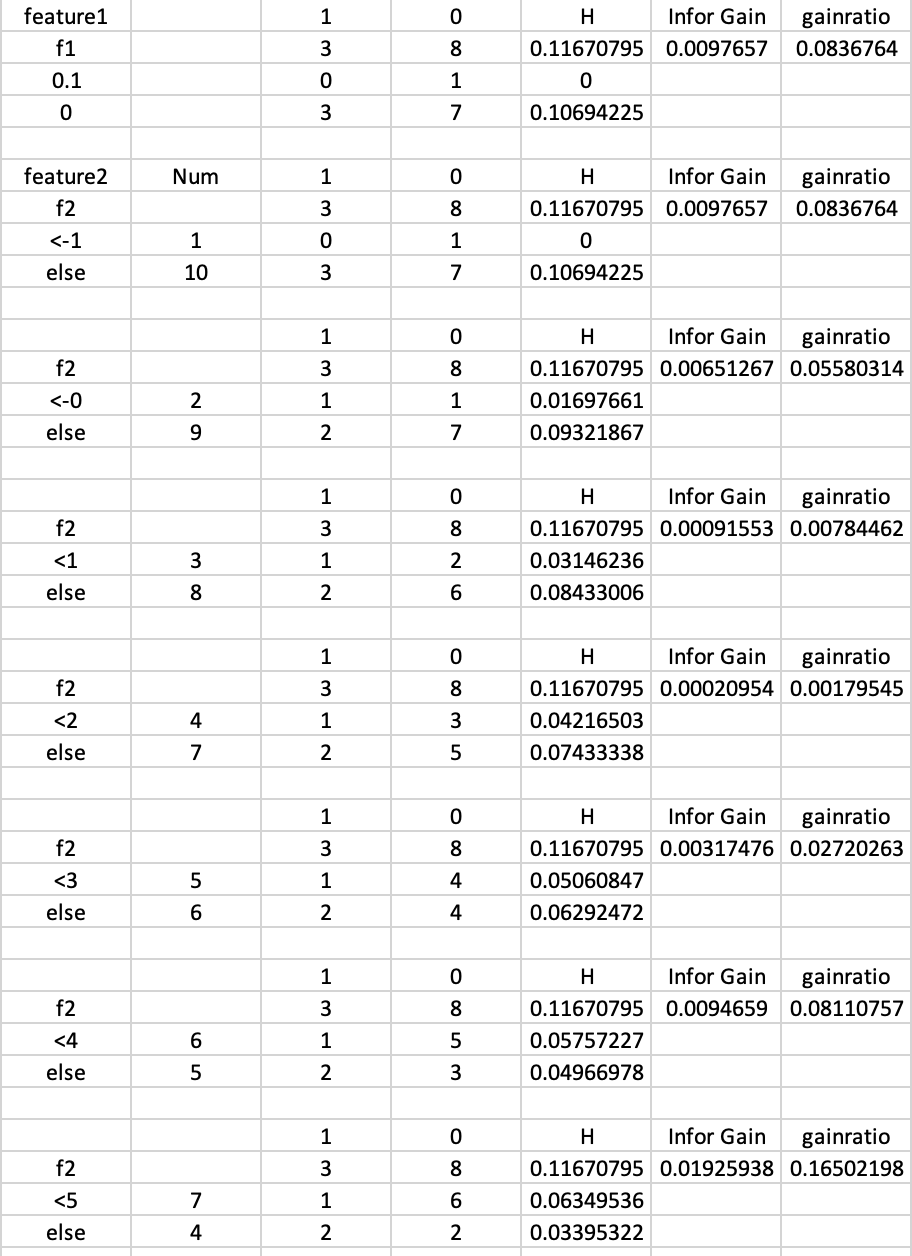 feature1 1 0 H Infor Gain gainratio
f1 3 8 0.11670795 0.0097657 0.0836764
0.1 0 1 0
0 3 7 0.10694225
feature2 Num 1 0 H Infor Gain gainratio
f2 3 8 0.11670795 0.0097657 0.0836764
<-1 1 0 1 0
else 10 3 7 0.10694225
1 0 H Infor Gain gainratio
f2 3 8 0.11670795 0.00651267 0.05580314
<-0 2 1 1 0.01697661
else 9 2 7 0.09321867
1 0 H Infor Gain gainratio
f2 3 8 0.11670795 0.00091553 0.00784462
<1 3 1 2 0.03146236
else 8 2 6 0.08433006
1 0 H Infor Gain gainratio
f2 3 8 0.11670795 0.00020954 0.00179545
<2 4 1 3 0.04216503
else 7 2 5 0.07433338
1 0 H Infor Gain gainratio
f2 3 8 0.11670795 0.00317476 0.02720263
<3 5 1 4 0.05060847
else 6 2 4 0.06292472
1 0 H Infor Gain gainratio
f2 3 8 0.11670795 0.0094659 0.08110757
<4 6 1 5 0.05757227
else 5 2 3 0.04966978
1 0 H Infor Gain gainratio
f2 3 8 0.11670795 0.01925938 0.16502198
<5 7 1 6 0.06349536
else 4 2 2 0.03395322